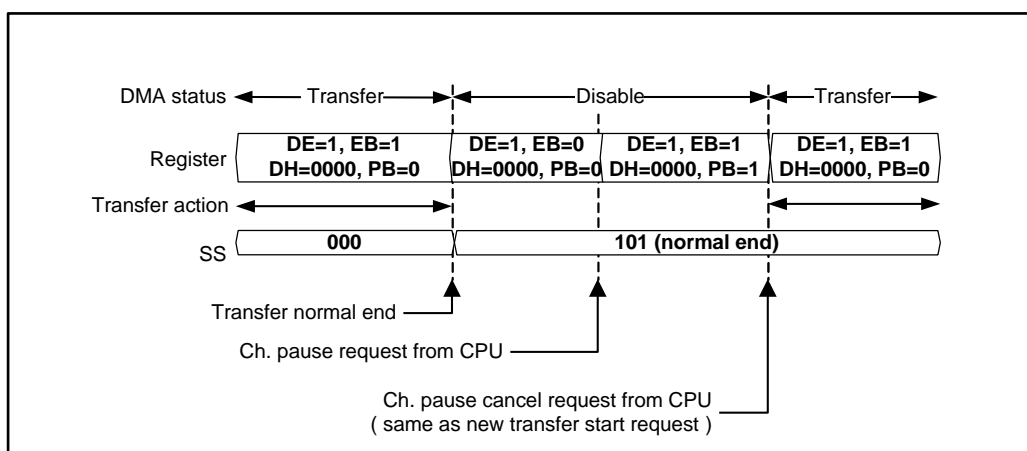 DMA status Transfer Disable Transfer
Register
DE=1, EB=1
DH=0000, PB=0
DE=1, EB=0
DH=0000, PB=0
DE=1, EB=1
DH=0000, PB=1
DE=1, EB=1
DH=0000, PB=0
Transfer action
SS 000 101 (normal end)
Transfer normal end
Ch. pause request from CPU
Ch. pause cancel request from CPU
( same as new transfer start request )